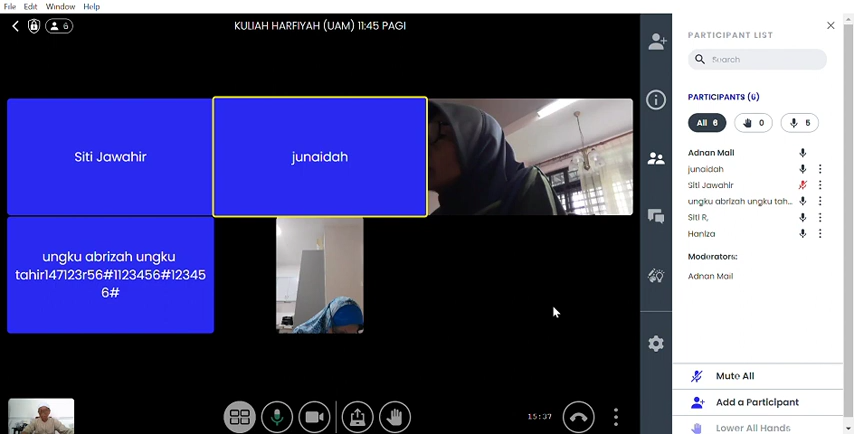 File Edit Window Help
6
KULIAH HARFIYAH (UAM) 11:45 PAGI
Siti Jawahir
junaidah
ungku abrizah ungku
tahir147123r56#1123456#12345
6#
15:37
PARTICIPANT LIST
Search
PARTICIPANTS (6)
All 6
0
5
Adnan Mail
junaidah
Siti Jawahir
ungku abrizah ungku tah...
Siti R,
Haniza
Moderators:
Adnan Mail
Mute All
Add a Participant
Lower All Hands